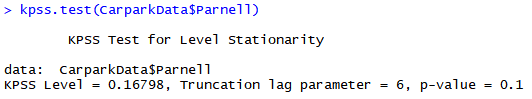 > kpss.test(CarparkData$Parnell)
KPSS Test for Level Stationarity
data:  CarparkData$Parnell
KPSS Level = 0.16798, Truncation lag parameter = 6, p-value = 0.1